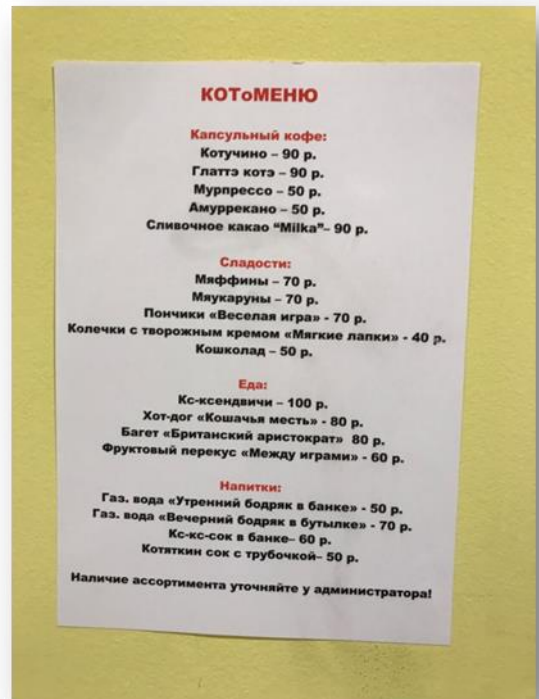 КОТоМЕНЮ
Капсульный кофе:
Котучино – 90 р.
Глаттэ котэ – 90 р.
Мурпрессо – 50 р.
Амуррекано – 50 р.
Сливочное какао “Milka”– 90 р.
Сладости:
Мяффины – 70 р.
Мяукаруны – 70 р.
Пончики «Веселая игра» - 70 р.
Колечки с творожным кремом «Мягкие лапки» - 40 р.
Кошколад – 50 р.
Еда:
Кс-ксендвичи – 100 р.
Хот-дог «Кошачья месть» - 80 р.
Багет «Британский аристократ» 80 р.
Фруктовый перекус «Между играми» - 60 р.
Напитки:
Газ. вода «Утренний бодряк в банке» - 50 р.
Газ. вода «Вечерний бодряк в бутылке» - 70 р.
Кс-кс-сок в банке– 60 р.
Котяткин сок с трубочкой– 50 р.
Наличие ассортимента уточняйте у администратора!